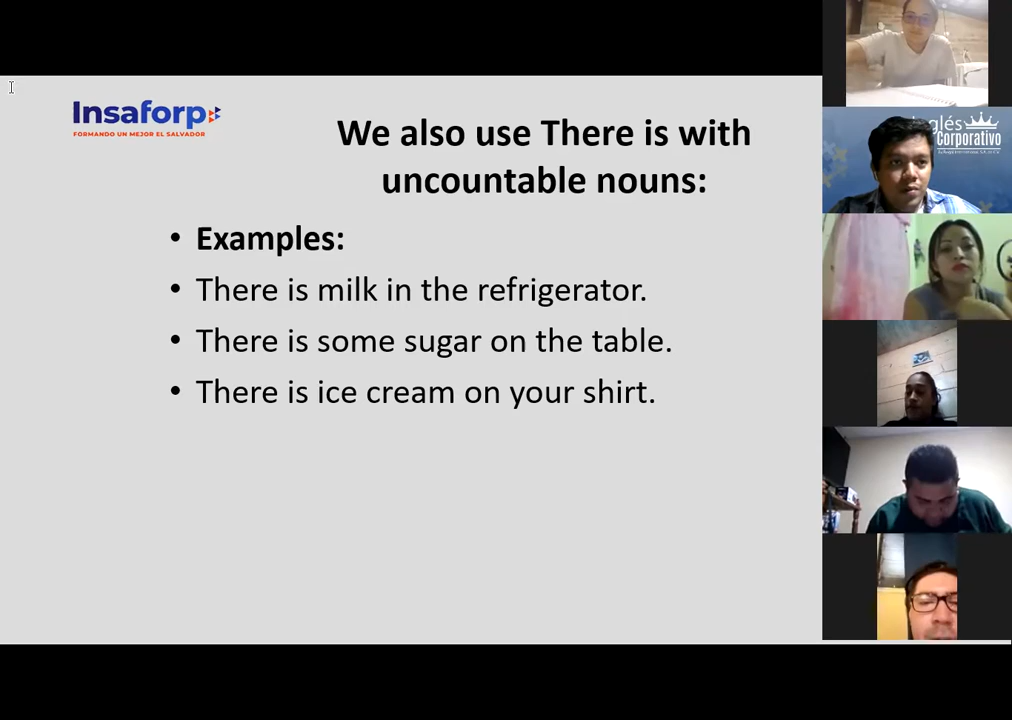 Insaforp
FORMANDO UN MEJOR EL SALVADOR
We also use There is with
uncountable nouns:
• Examples:
• There is milk in the refrigerator.
• There is some sugar on the table.
• There is ice cream on your shirt.
Corporativo